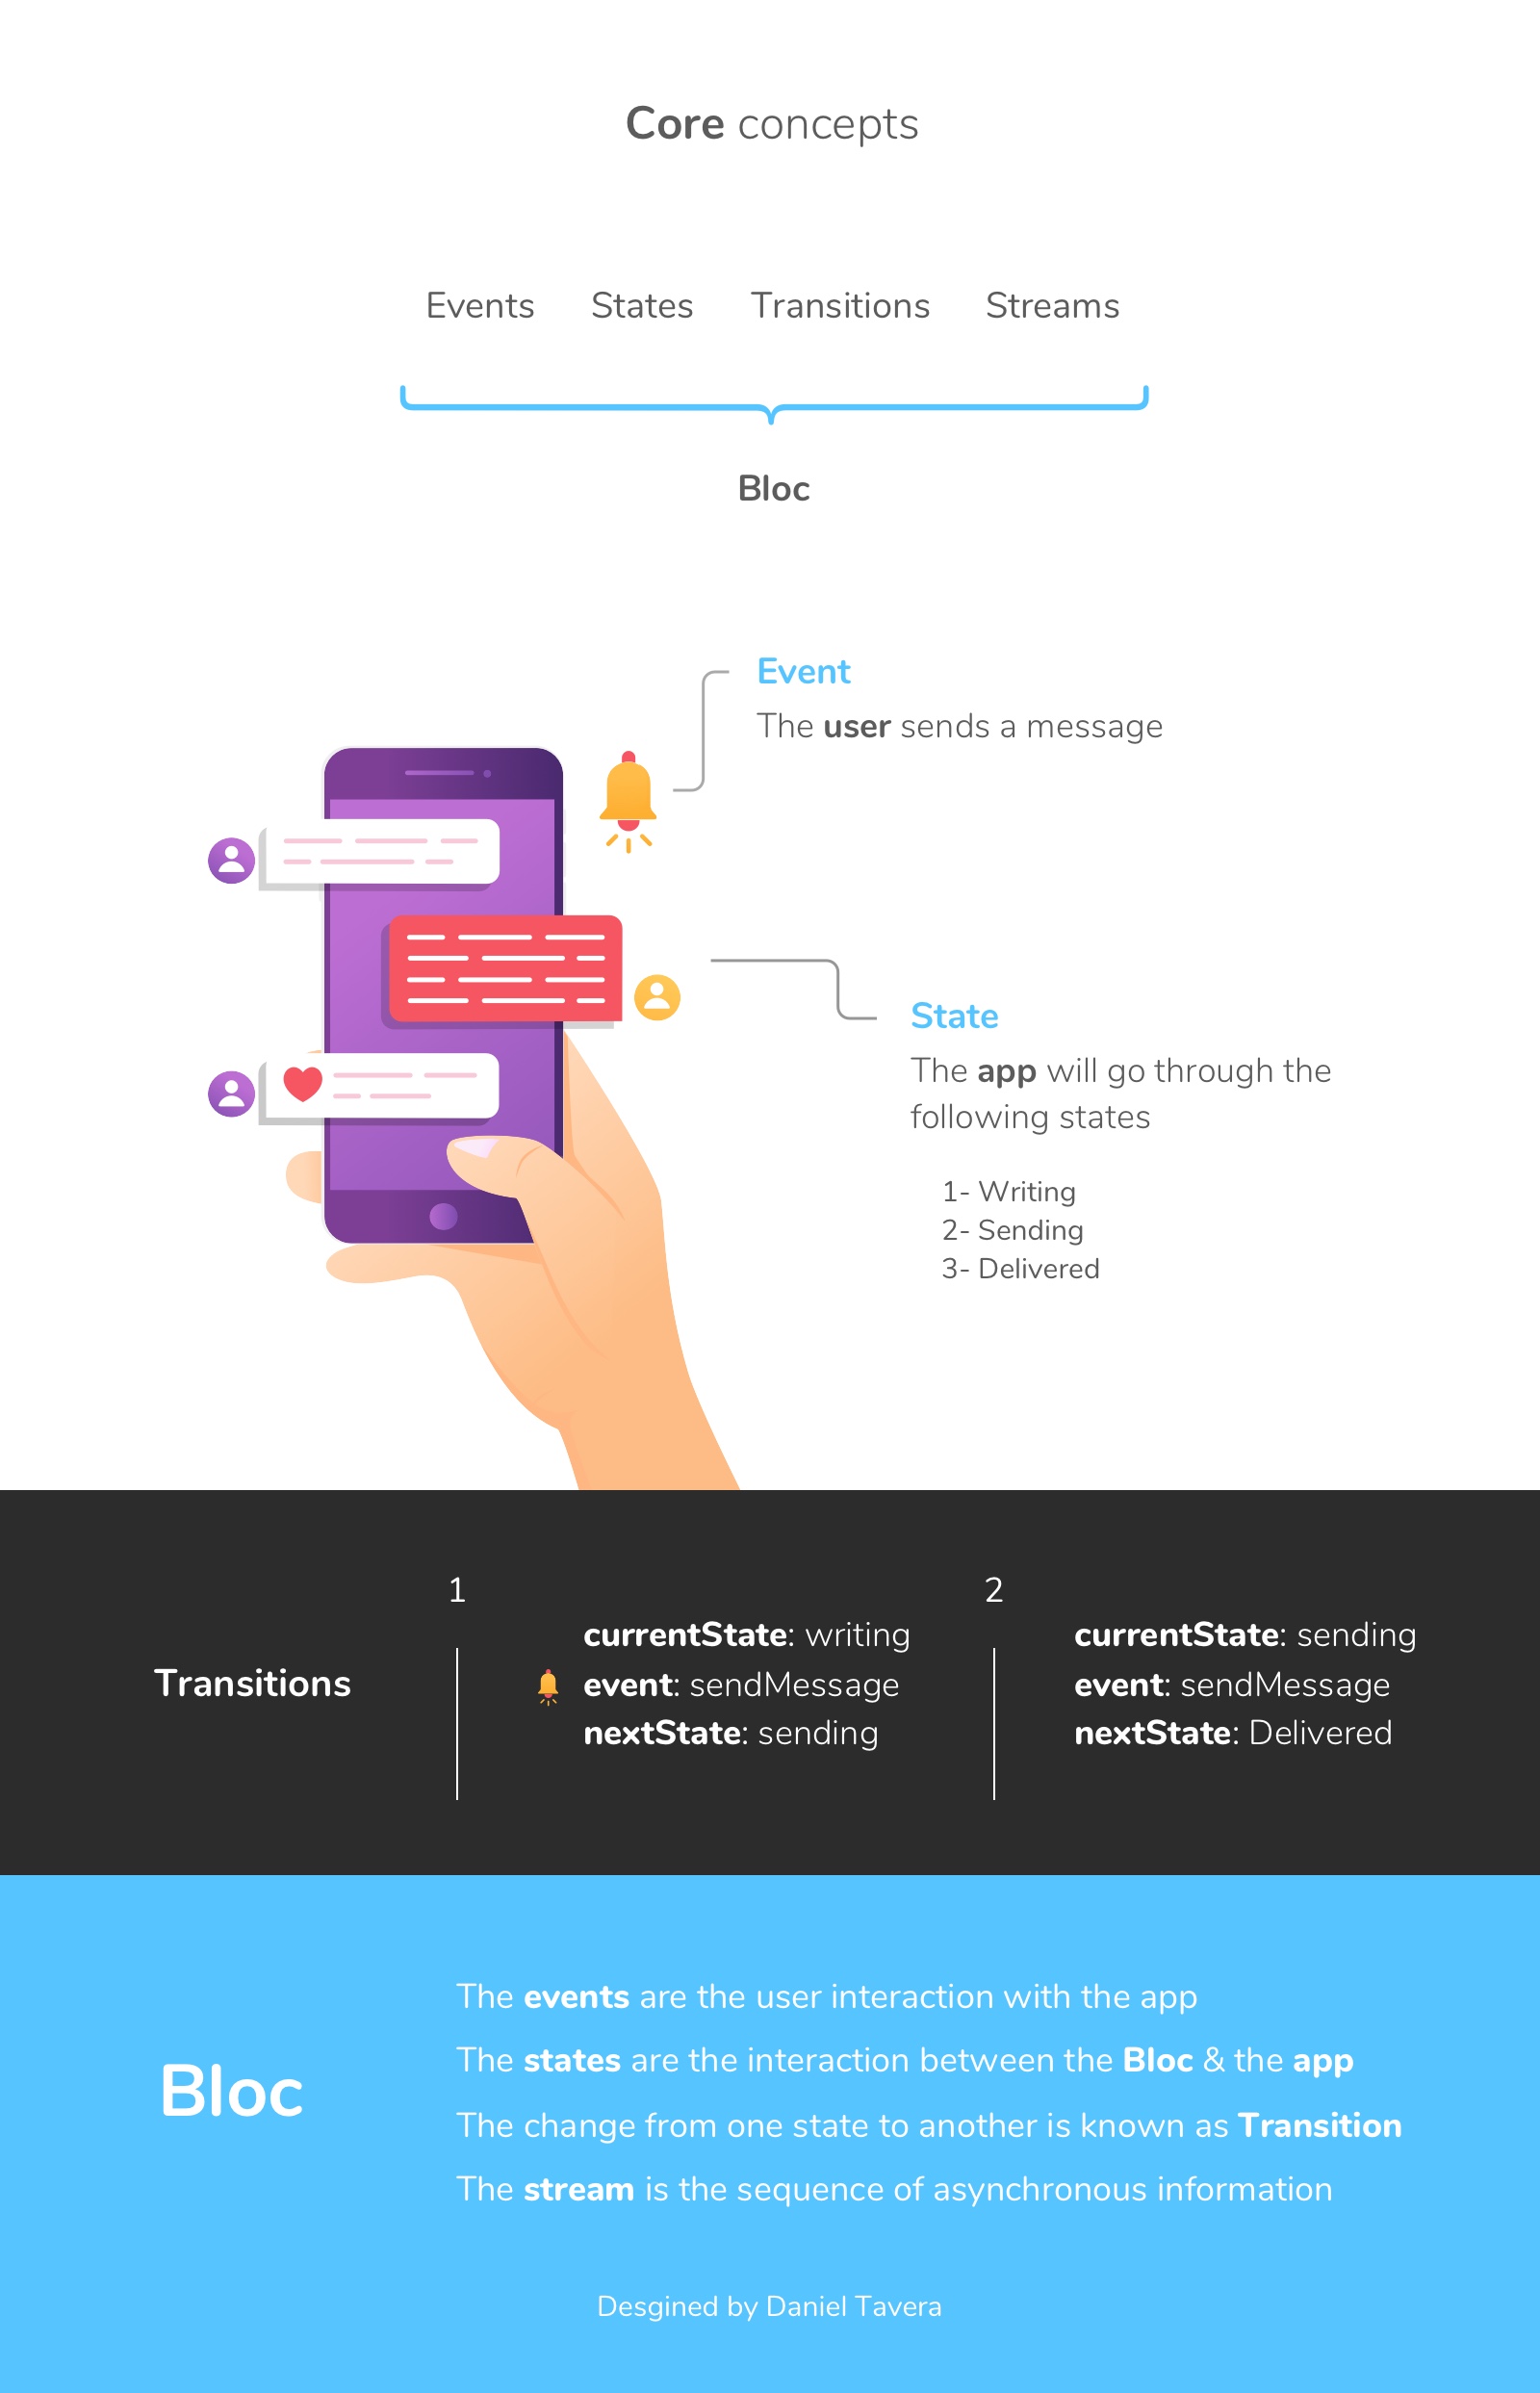 Core concepts
Events States Transitions Streams
Bloc
Event
The user sends a message
State
The app will go through the
following states
1- Writing
2- Sending
3- Delivered
Transitions
1
currentState: writing
event: sendMessage
nextState: sending
2
currentState: sending
event: sendMessage
nextState: Delivered
Bloc
The events are the user interaction with the app
The states are the interaction between the Bloc & the app
The change from one state to another is known as Transition
The stream is the sequence of asynchronous information
Desgined by Daniel Tavera